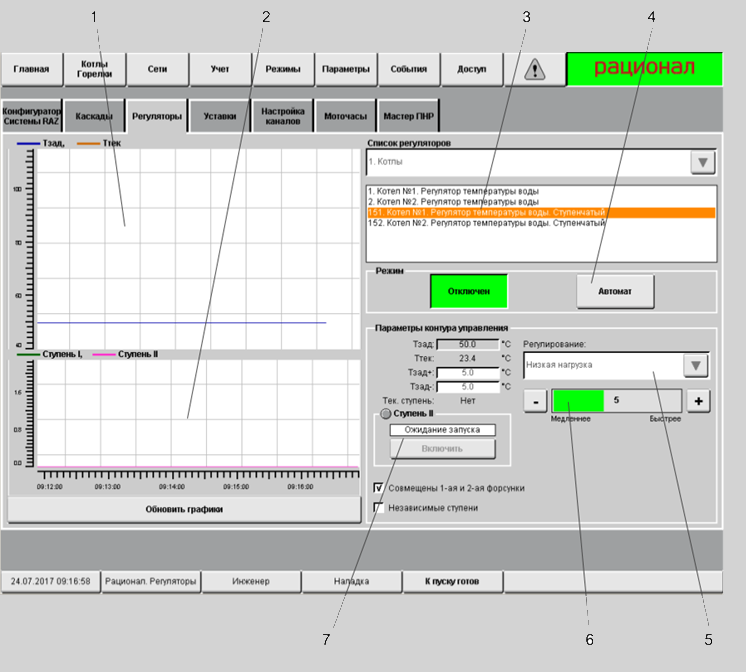 1 2 3 4
Главная Котлы Горелки Сети Учет Режимы Параметры События Доступ рационал
Конфигуратор Системы RAZ Каскады Регуляторы Уставки Настройка каналов Моточасы Мастер ПНР
Тзад, Ттек
Список регуляторов
1. Котлы
1. Котел №1. Регулятор температуры воды
2. Котел №2. Регулятор температуры воды
151. Котел №1. Регулятор температуры воды. Ступенчатый
152. Котел №2. Регулятор температуры воды. Ступенчатый
100
80
60
40
Режим
Отключен Автомат
Параметры контура управления
Тзад: 50.0 °C
Ттек: 23.4 °C
Тзад+: 5.0 °C
Тзад-: 5.0 °C
Тек. ступень: Нет
Регулирование:
Низкая нагрузка
- 5 +
Медленнее Быстрее
Ступень I, Ступень II
1.6
0.8
0.0
09:12:00 09:13:00 09:14:00 09:15:00 09:16:00
Обновить графики
Ступень II
Ожидание запуска
Включить
Совмещены 1-ая и 2-ая форсунки
Независимые ступени
24.07.2017 09:16:58 Рационал. Регуляторы Инженер Наладка К пуску готов
7 6 5